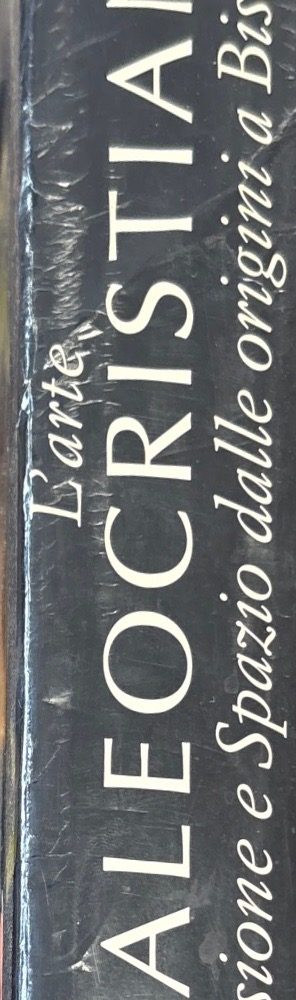 L'arte
ALEOCRISTIA
sione e Spazio dalle origini a Bis